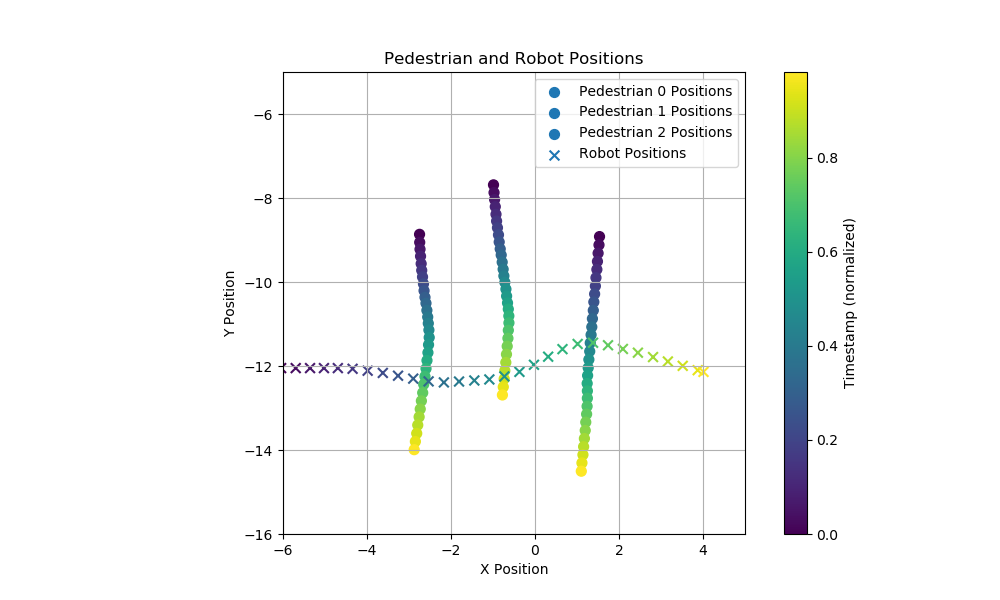 Pedestrian and Robot Positions
Pedestrian 0 Positions
Pedestrian 1 Positions
Pedestrian 2 Positions
Robot Positions
−6
−8
−10
−12
−14
−16
Y Position
−6
−4
−2
0
2
4
X Position
0.8
0.6
0.4
0.2
0.0
Timestamp (normalized)